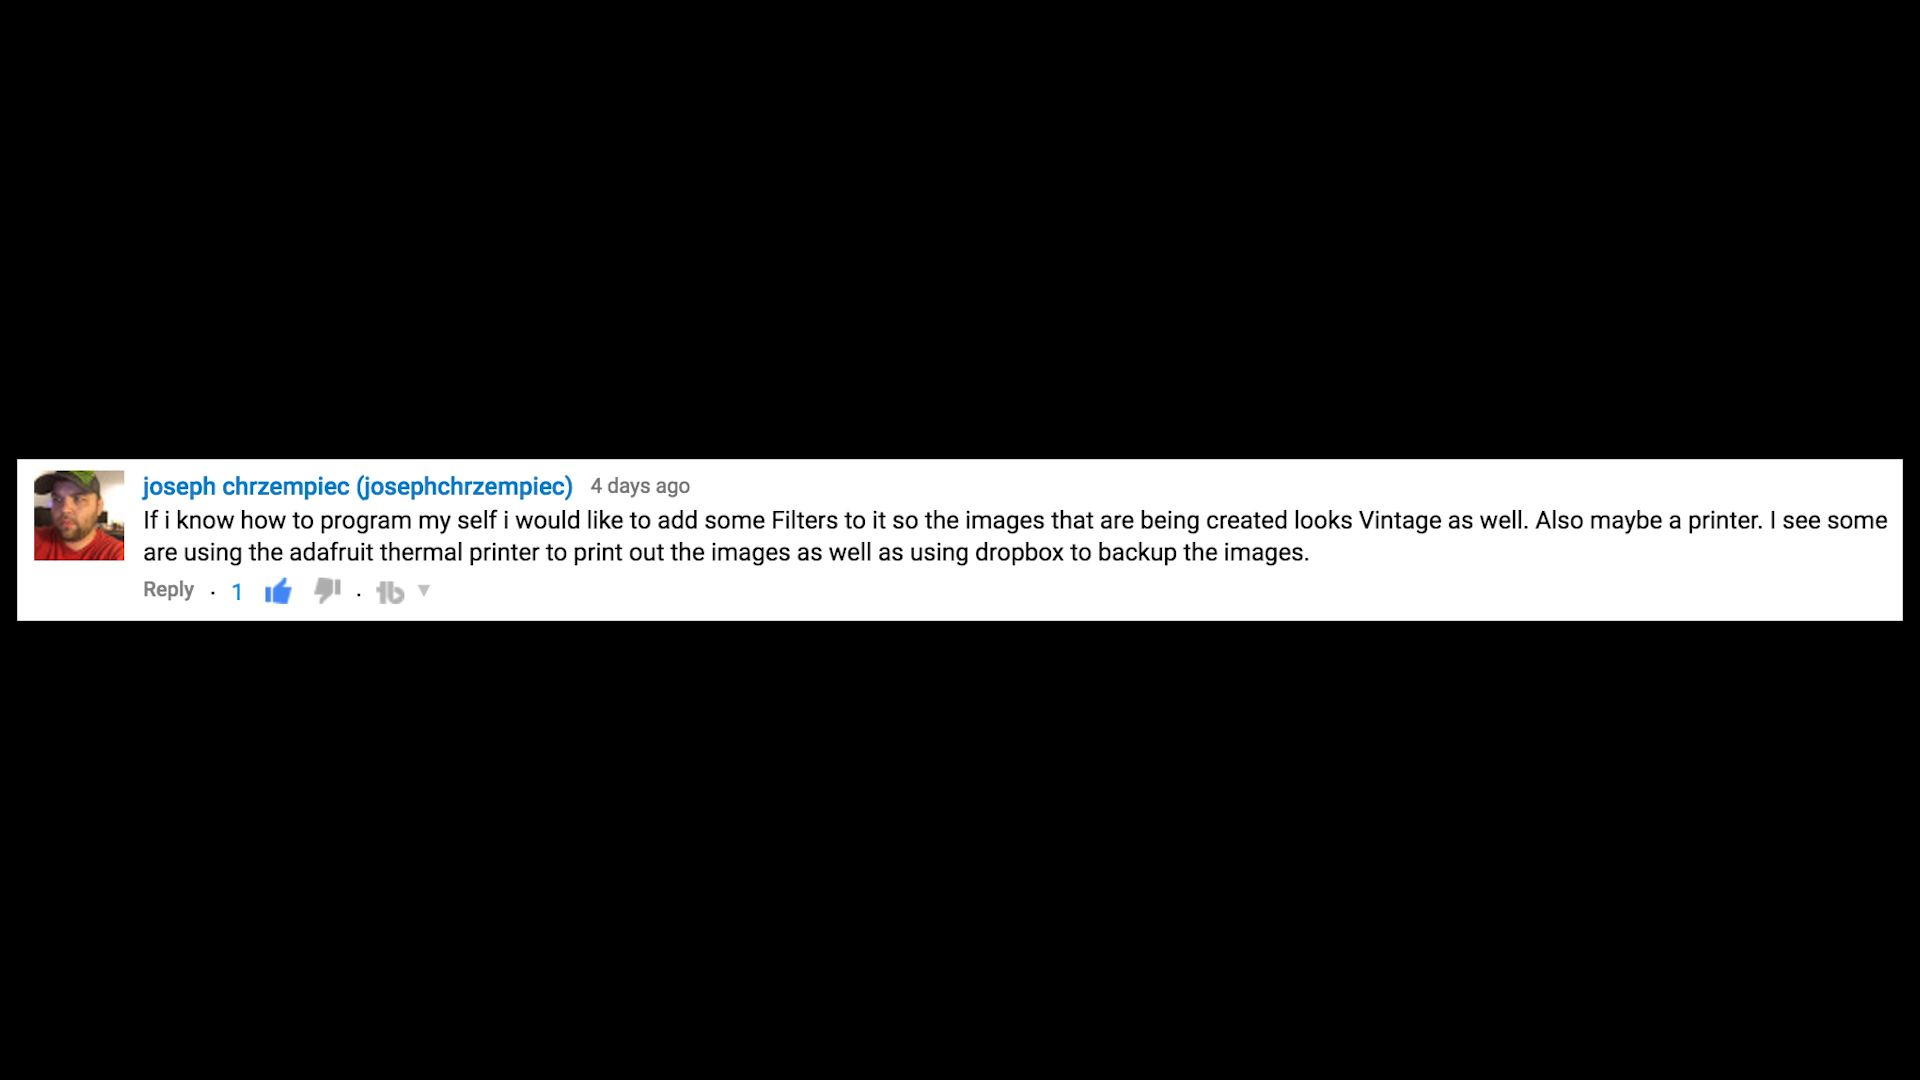 joseph chrzempiec (josephchrzempiec) 4 days ago
If i know how to program my self i would like to add some Filters to it so the images that are being created looks Vintage as well. Also maybe a printer. I see some
are using the adafruit thermal printer to print out the images as well as using dropbox to backup the images.
Reply · 1 · tb